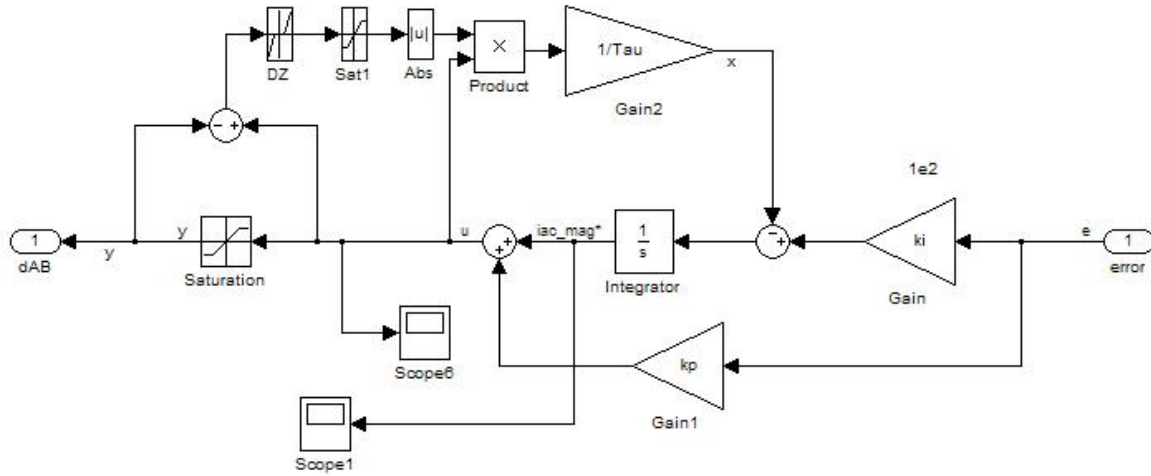 |u|
DZ
Sat1
Abs
×
Product
1/Tau
x
Gain2
- +
1e2
1
dAB
y
y
Saturation
u
+
+
iac_mag*
1
s
Integrator
-
+
ki
Gain
e
1
error
Scope6
kp
Gain1
Scope1